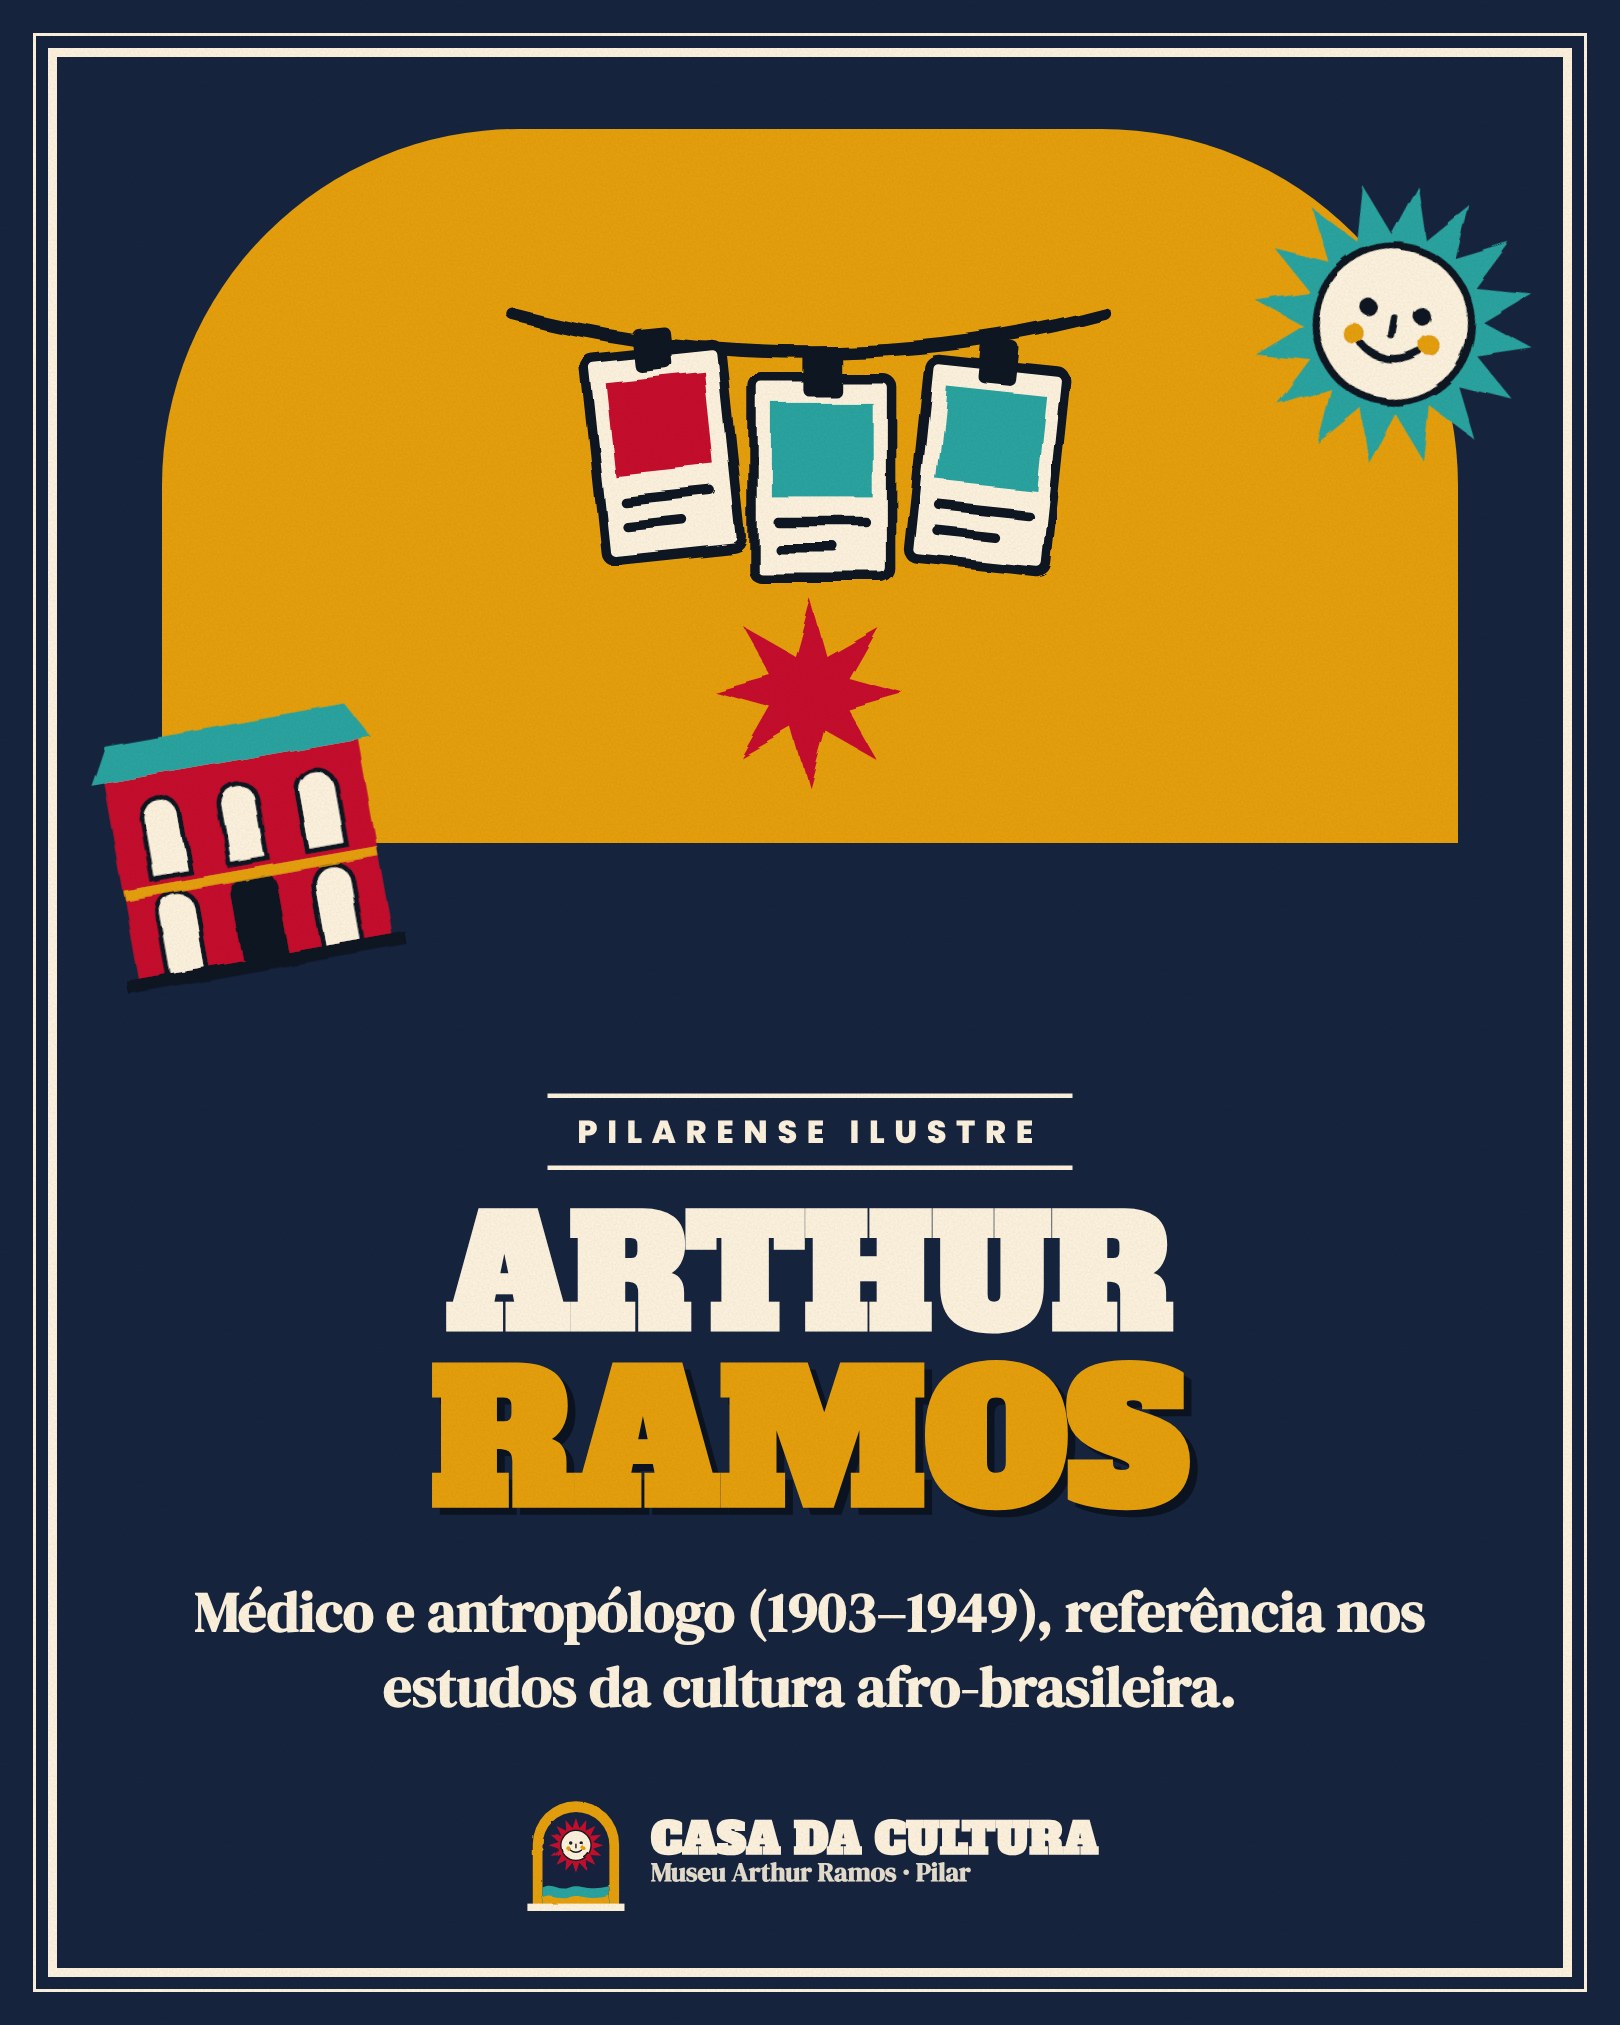 PILARENSE ILUSTRE
ARTHUR
RAMOS
Médico e antropólogo (1903–1949), referência nos
estudos da cultura afro-brasileira.
CASA DA CULTURA
Museu Arthur Ramos · Pilar